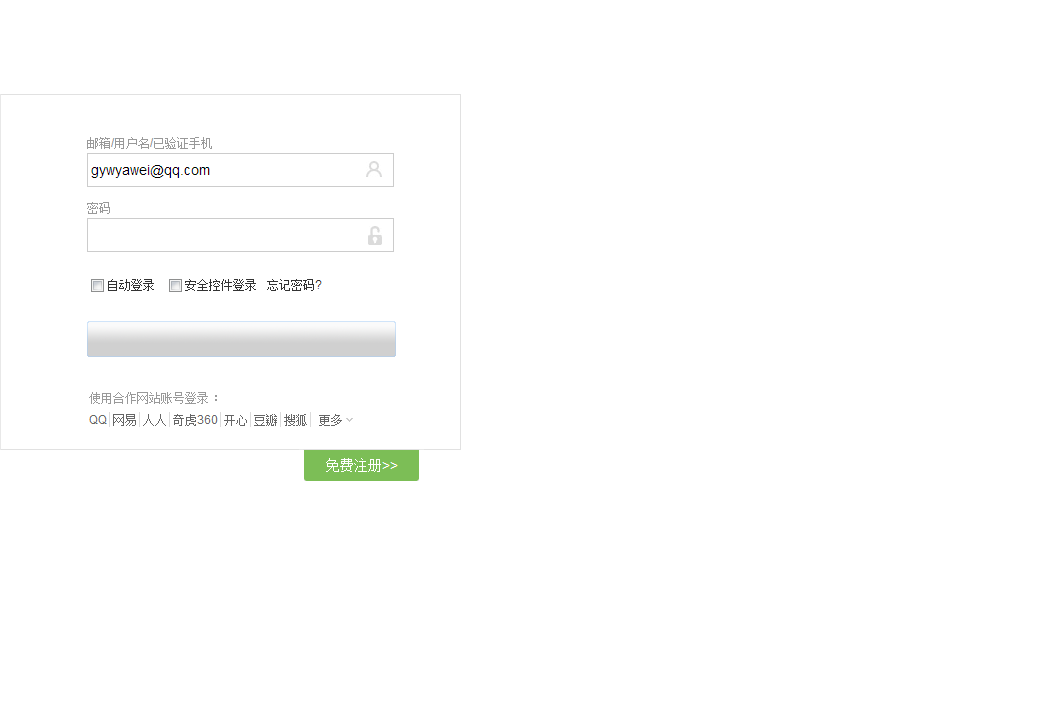 邮箱/用户名/已验证手机
gywyawei@qq.com
密码
自动登录 安全控件登录 忘记密码?
使用合作网站账号登录：
QQ 网易 人人 奇虎360 开心 豆瓣 搜狐 更多
免费注册>>